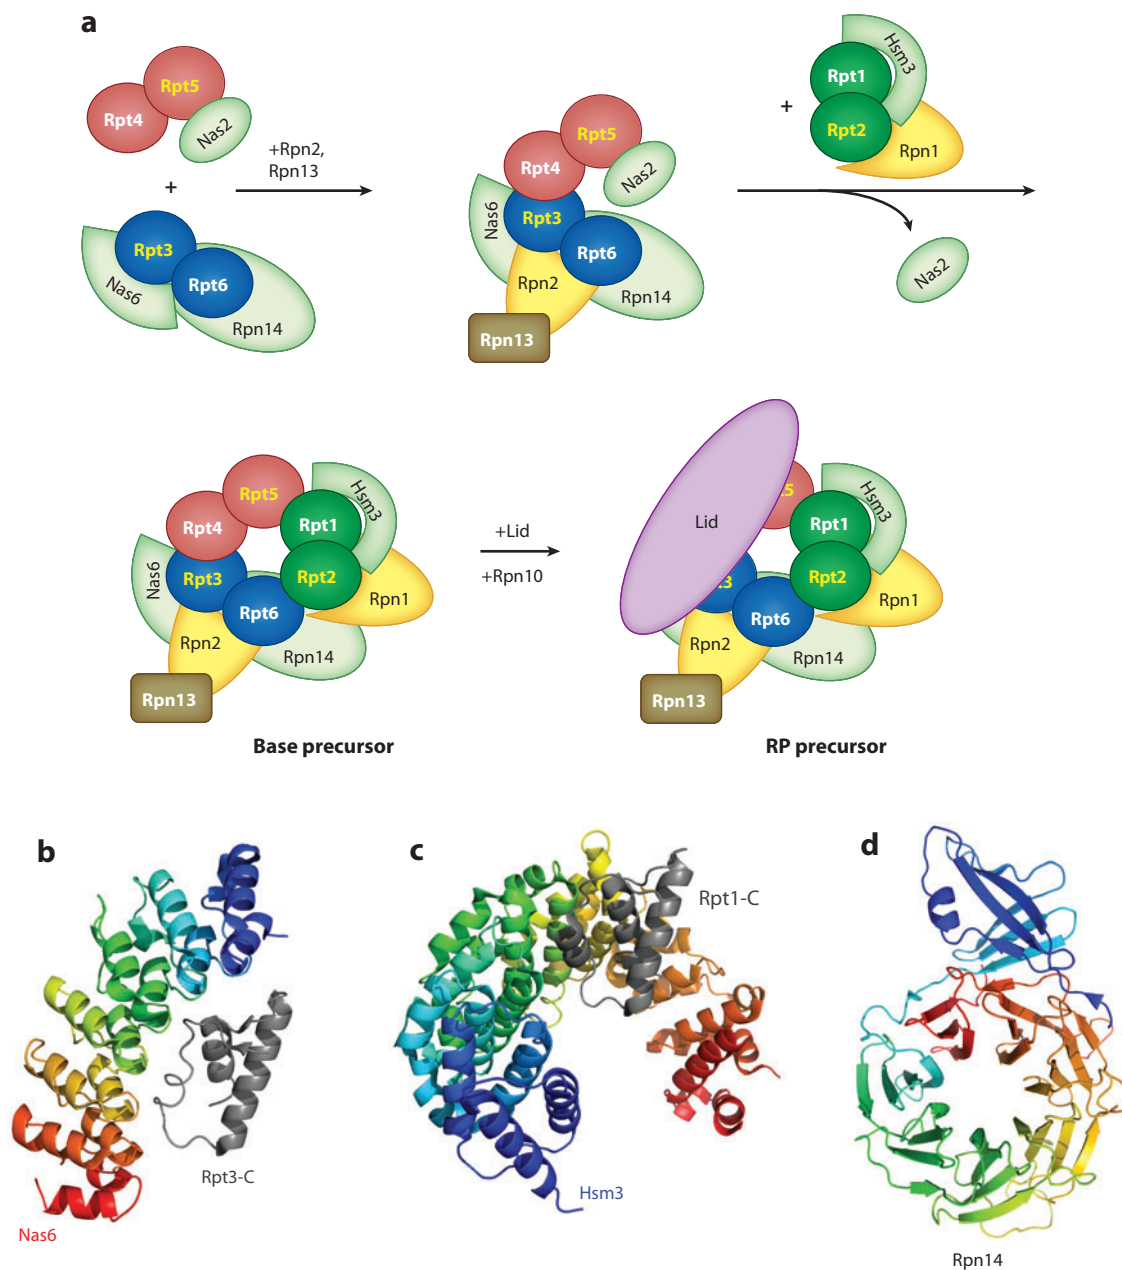 a
Rpt5
Rpt4
Nas2
+
+Rpn2,
Rpn13
Rpt3
Nas6
Rpt6
Rpn14
Rpt5
Rpt4
Nas2
Nas6
Rpt3
Rpt6
Rpn2
Rpn14
Rpn13
+
Hsm3
Rpt1
Rpt2
Rpn1
Nas2
Rpt5
Hsm3
Rpt4
Rpt1
Nas6
Rpt3
Rpt2
Rpn1
Rpt6
Rpn2
Rpn14
Rpn13
Base precursor
+Lid
+Rpn10
Lid
t5
Hsm3
Rpt1
t3
Rpt2
Rpn1
Rpt6
Rpn2
Rpn14
Rpn13
RP precursor
b
Rpt3-C
Nas6
c
Rpt1-C
Hsm3
d
Rpn14